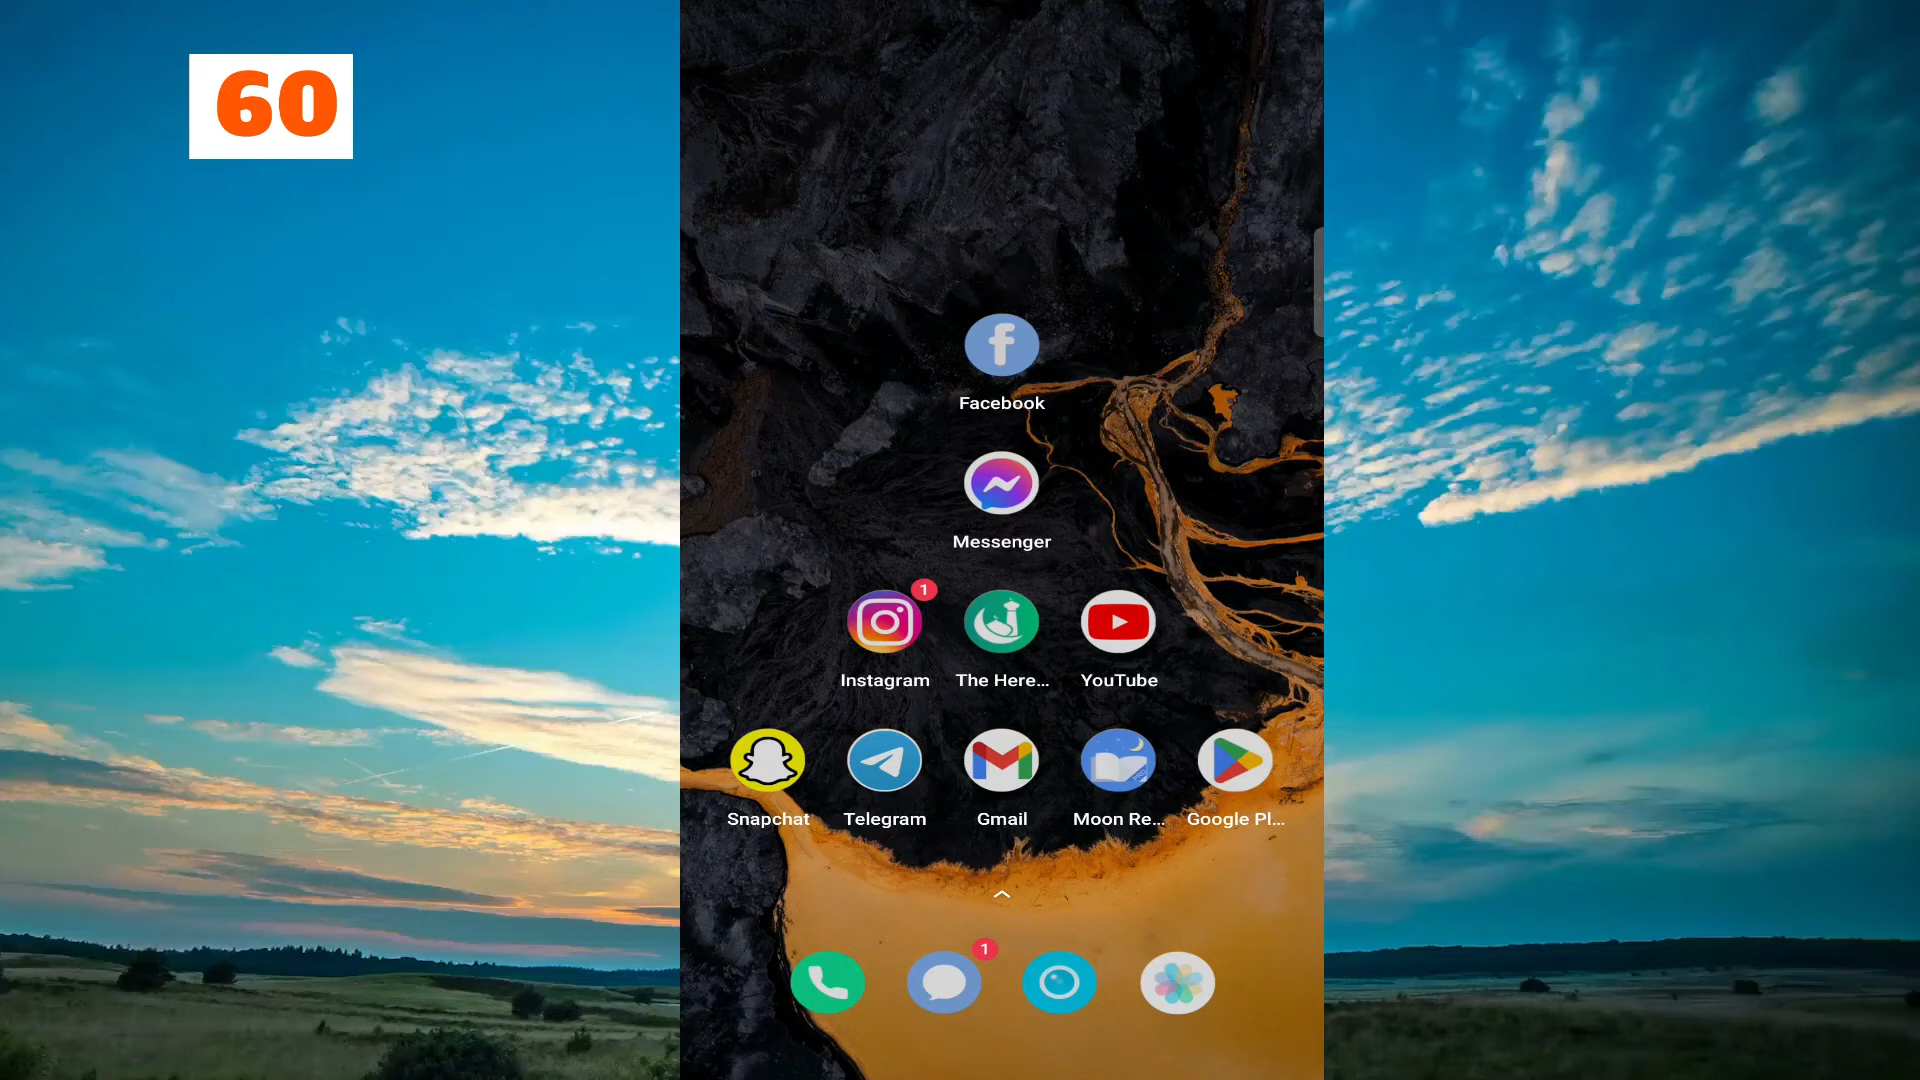 60
Facebook
Messenger
1
Instagram The Here... YouTube
Snapchat Telegram Gmail Moon Re... Google Pl...
1